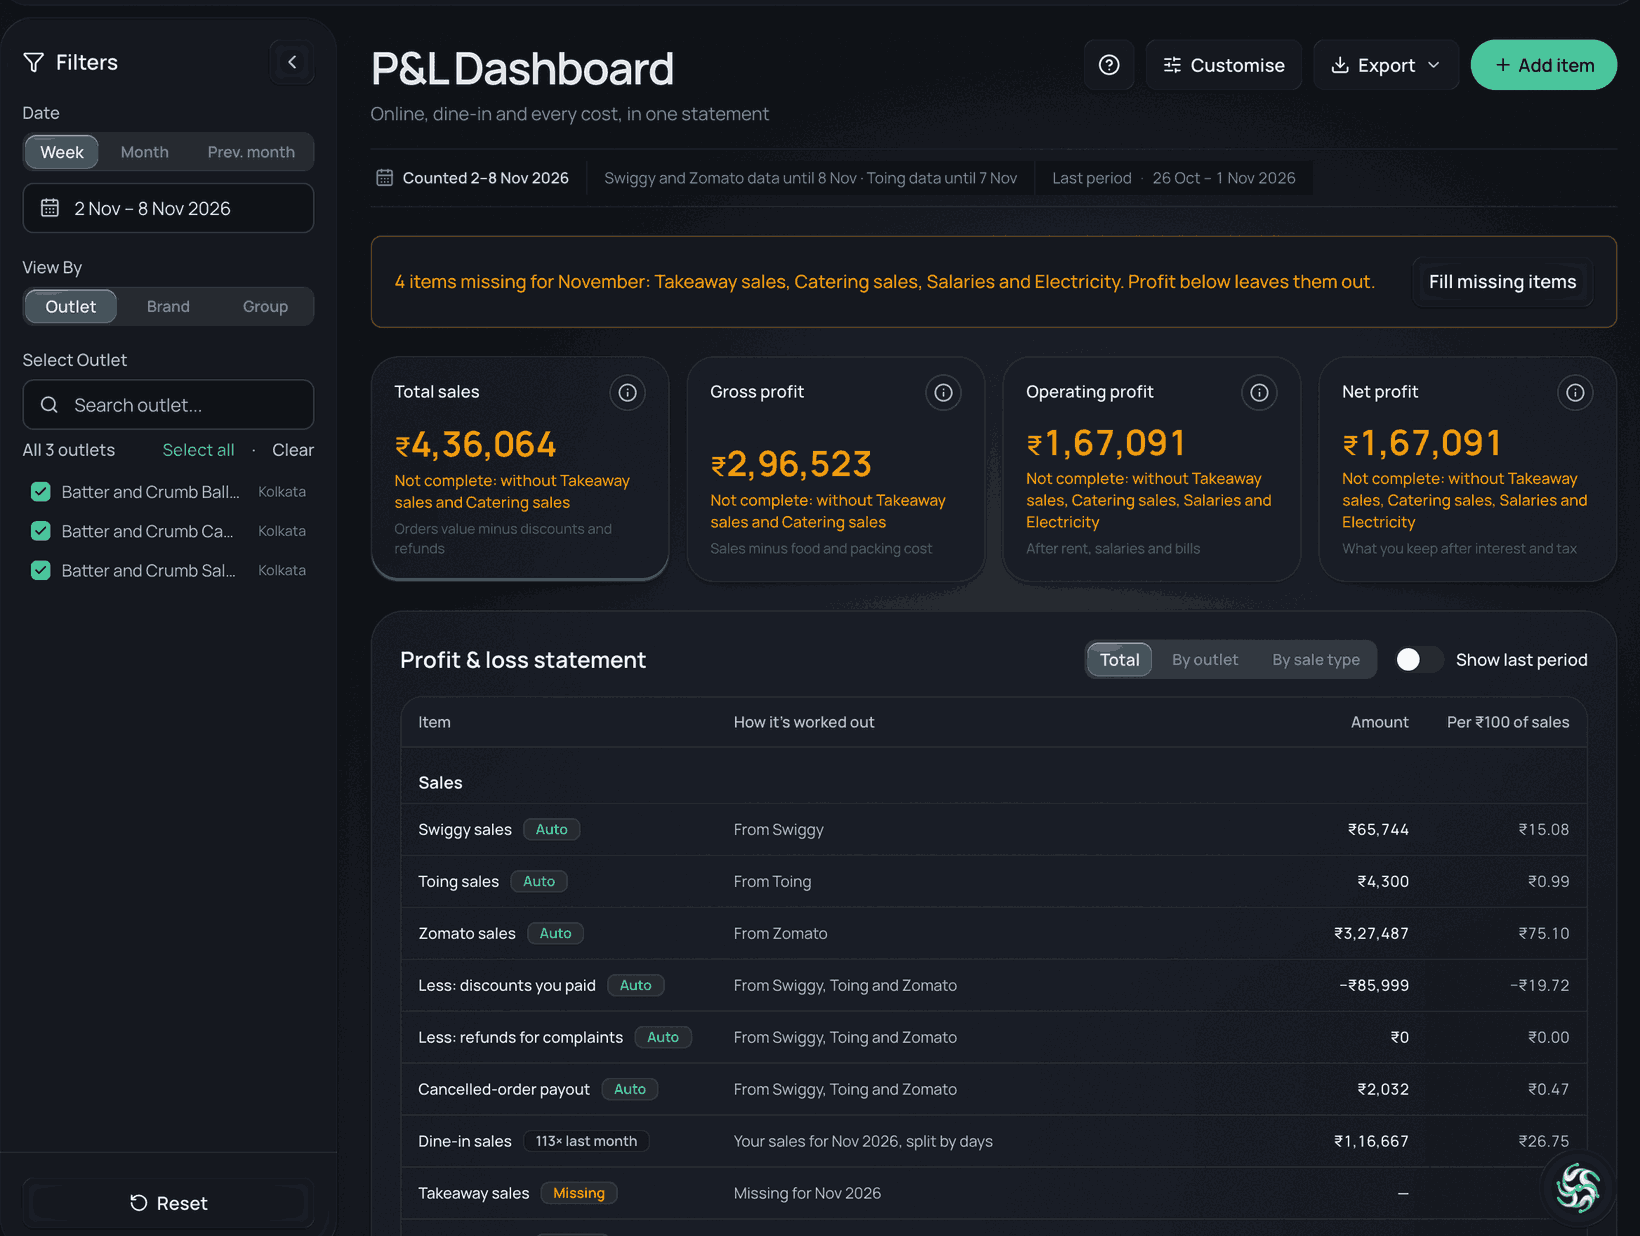 Filters
Date
Week Month Prev. month
2 Nov – 8 Nov 2026
View By
Outlet Brand Group
Select Outlet
Search outlet...
All 3 outlets Select all · Clear
Batter and Crumb Ball... Kolkata
Batter and Crumb Ca... Kolkata
Batter and Crumb Sal... Kolkata
Reset
P&L Dashboard
Online, dine-in and every cost, in one statement
Customise Export + Add item
Counted 2–8 Nov 2026 Swiggy and Zomato data until 8 Nov · Toing data until 7 Nov Last period · 26 Oct – 1 Nov 2026
4 items missing for November: Takeaway sales, Catering sales, Salaries and Electricity. Profit below leaves them out. Fill missing items
Total sales
₹4,36,064
Not complete: without Takeaway
sales and Catering sales
Orders value minus discounts and
refunds
Gross profit
₹2,96,523
Not complete: without Takeaway
sales and Catering sales
Sales minus food and packing cost
Operating profit
₹1,67,091
Not complete: without Takeaway
sales, Catering sales, Salaries and
Electricity
After rent, salaries and bills
Net profit
₹1,67,091
Not complete: without Takeaway
sales, Catering sales, Salaries and
Electricity
What you keep after interest and tax
Profit & loss statement Total By outlet By sale type Show last period
Item How it's worked out Amount Per ₹100 of sales
Sales
Swiggy sales Auto From Swiggy ₹65,744 ₹15.08
Toing sales Auto From Toing ₹4,300 ₹0.99
Zomato sales Auto From Zomato ₹3,27,487 ₹75.10
Less: discounts you paid Auto From Swiggy, Toing and Zomato −₹85,999 −₹19.72
Less: refunds for complaints Auto From Swiggy, Toing and Zomato ₹0 ₹0.00
Cancelled-order payout Auto From Swiggy, Toing and Zomato ₹2,032 ₹0.47
Dine-in sales 113× last month Your sales for Nov 2026, split by days ₹1,16,667 ₹26.75
Takeaway sales Missing Missing for Nov 2026 –